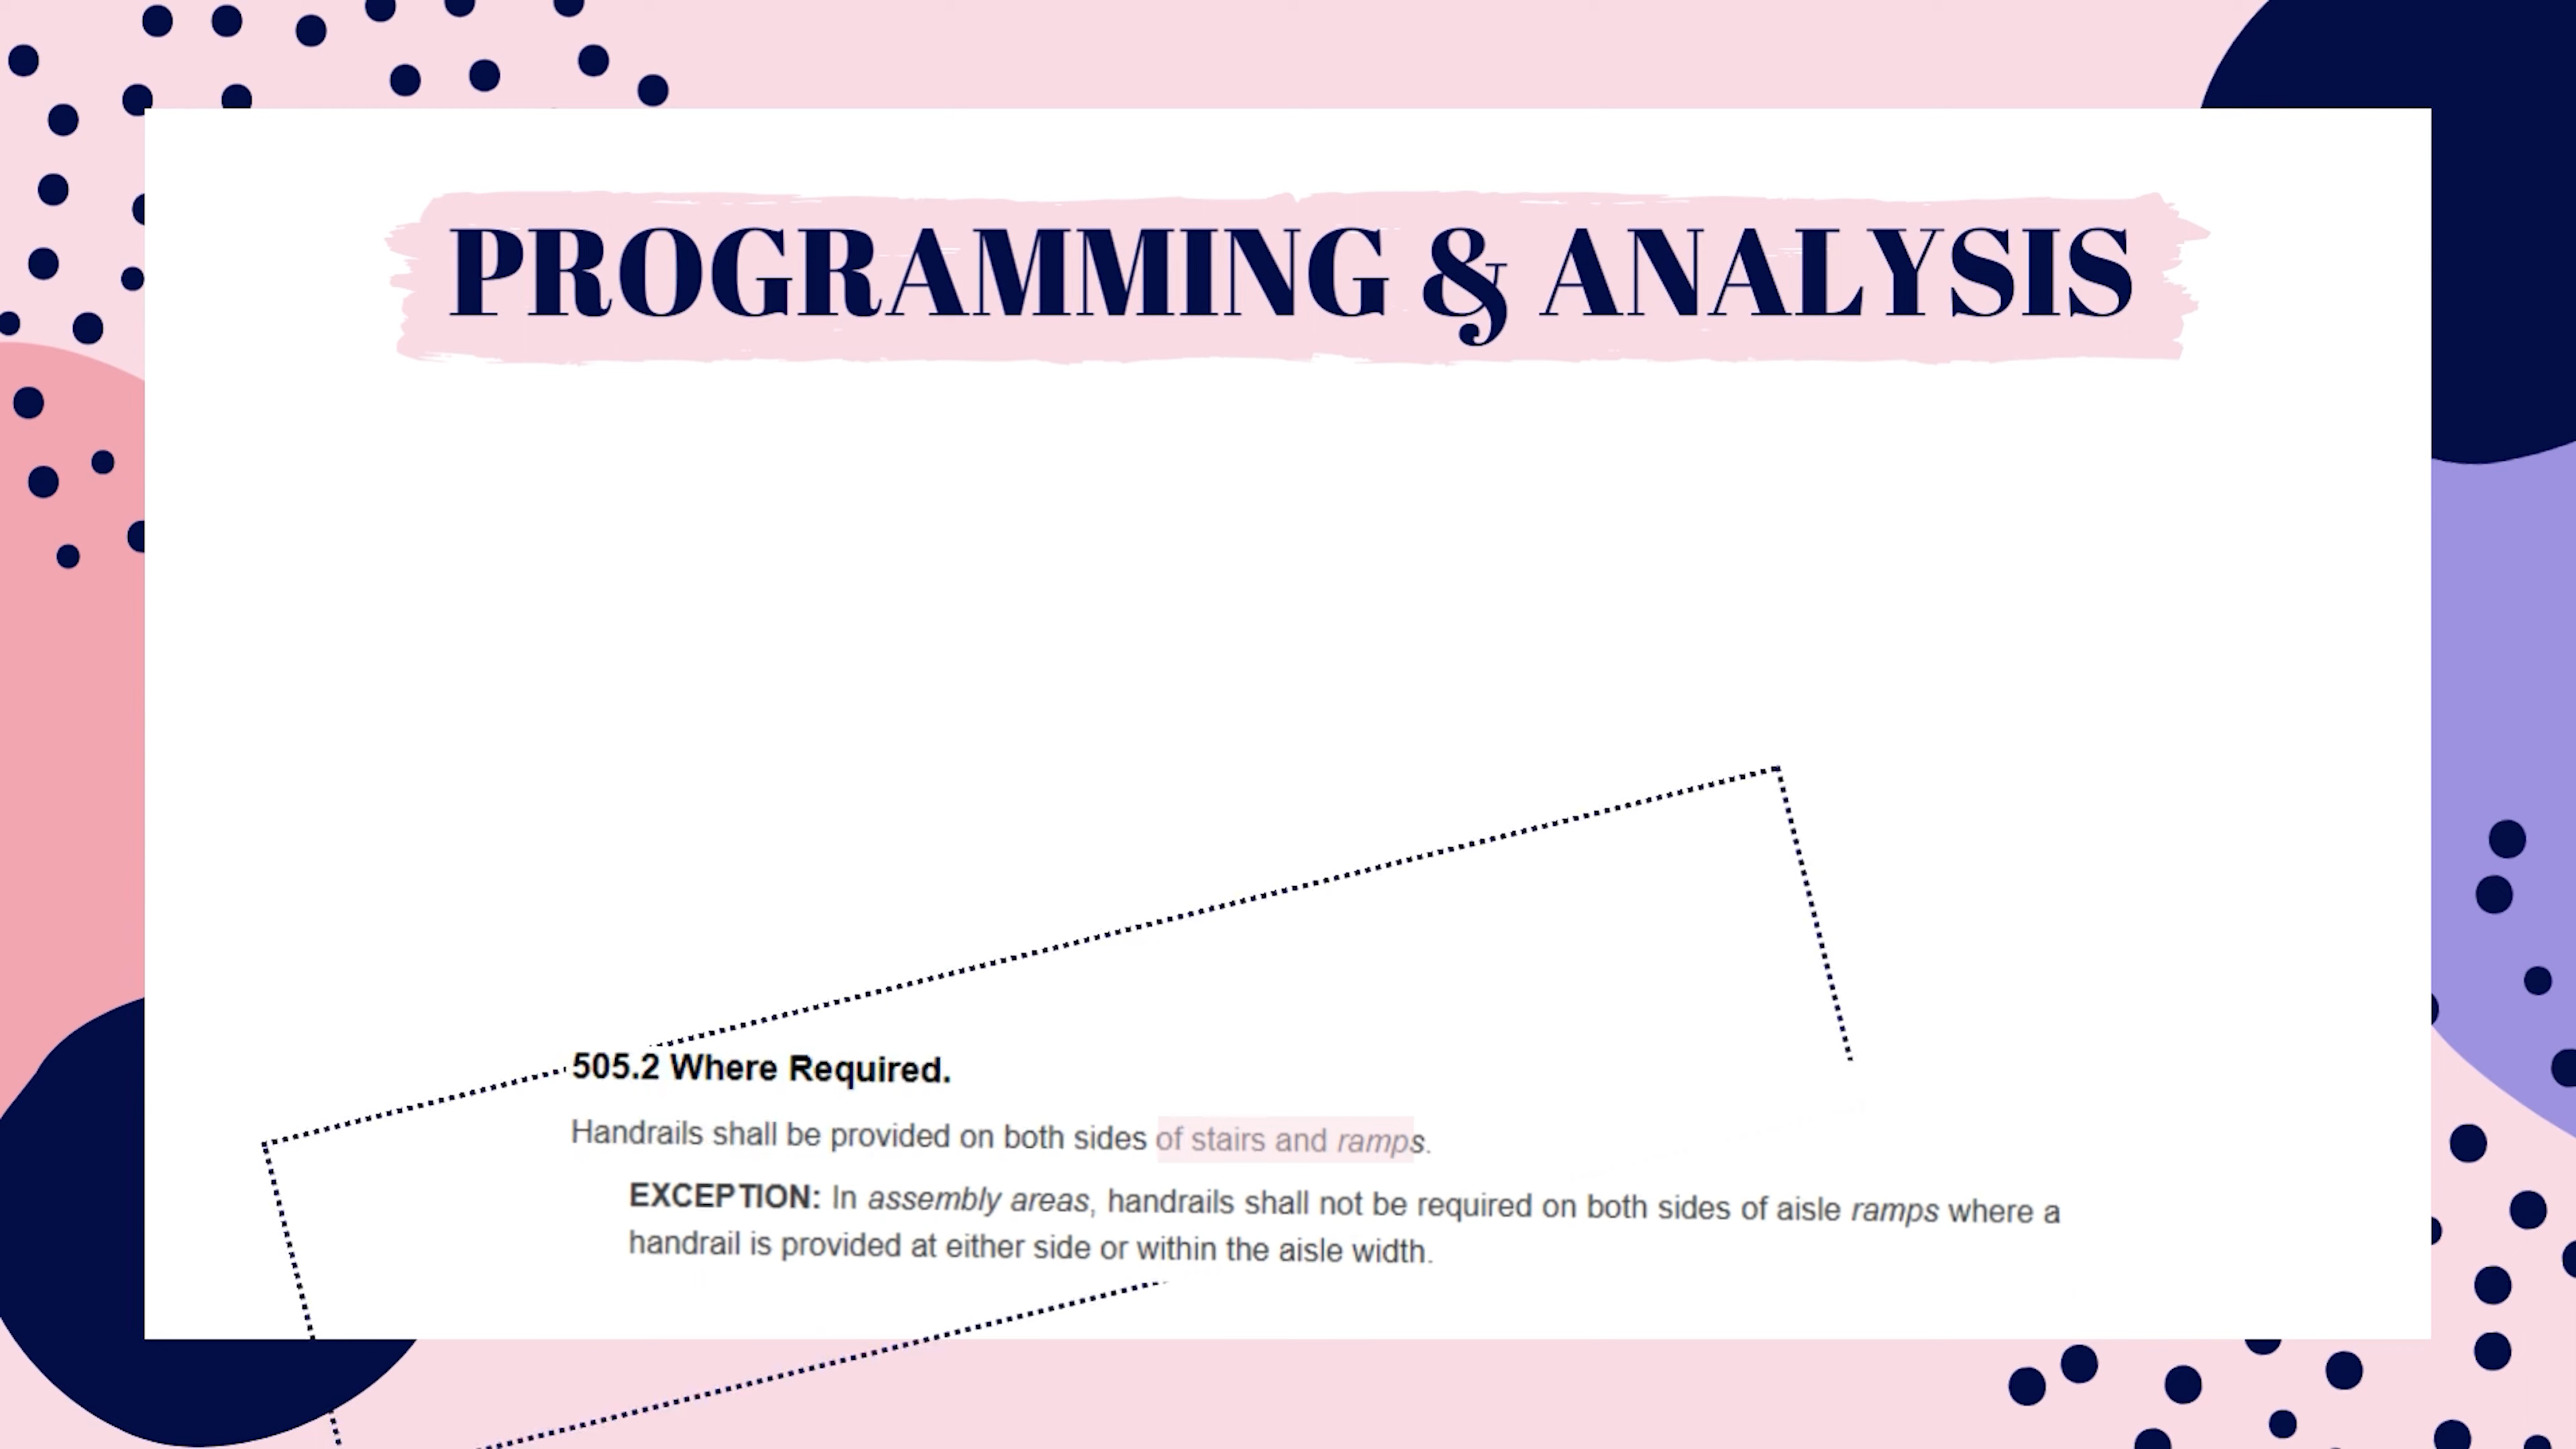 PROGRAMMING & ANALYSIS
505.2 Where Required.
Handrails shall be provided on both sides of stairs and ramps.
EXCEPTION: In assembly areas, handrails shall not be required on both sides of aisle ramps where a
handrail is provided at either side or within the aisle width.